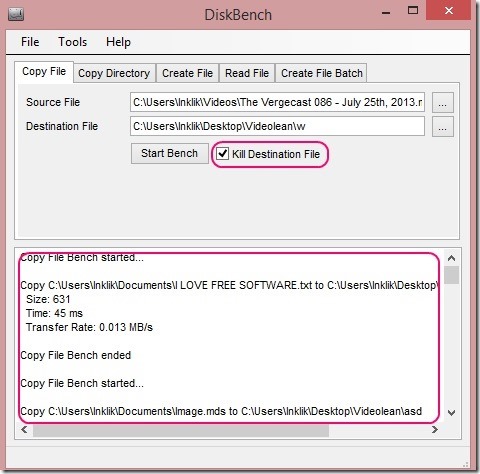 DiskBench
File Tools Help
Copy File Copy Directory Create File Read File Create File Batch
Source File C:\Users\Inklik\Videos\The Vergecast 086 - July 25th, 2013.r ...
Destination File C:\Users\Inklik\Desktop\Videolean\w ...
Start Bench Kill Destination File
Copy File Bench started...
Copy C:\Users\Inklik\Documents\I LOVE FREE SOFTWARE.txt to C:\Users\Inklik\Desktop\
Size: 631
Time: 45 ms
Transfer Rate: 0.013 MB/s
Copy File Bench ended
Copy File Bench started...
Copy C:\Users\Inklik\Documents\Image.mds to C:\Users\Inklik\Desktop\Videolean\asd